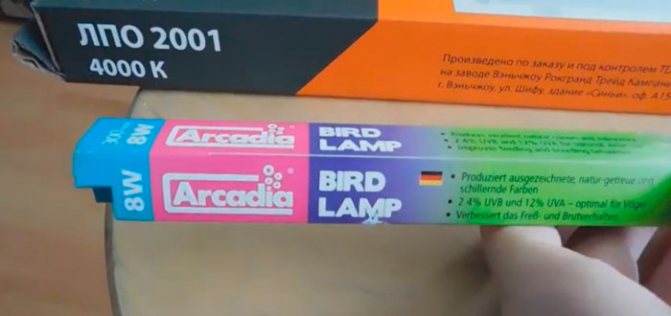 ЛПО 2001
4000 K
Произведено по заказу и под контролем
на заводе Вэньчжоу Рокгранд Трейд Кампани
г. Вэньчжоу, ул. Шифу, здание «Синьи», оф.
8W
Arcadia
BIRD
LAMP
8W
Arcadia
BIRD
LAMP
• Produziert ausgezeichnete, natur-getreue
schillernde Farben
• 2.4% UVB und 12% UVA – optimal für Vögel
• Verbessert das Freß- und Brutverhalten